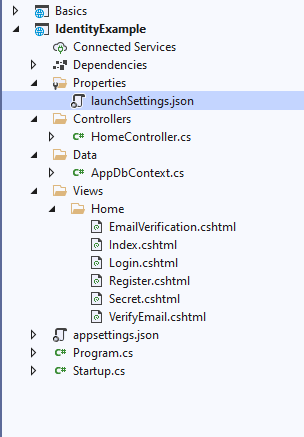 Basics
IdentityExample
Connected Services
Dependencies
Properties
launchSettings.json
Controllers
C# HomeController.cs
Data
C# AppDbContext.cs
Views
Home
EmailVerification.cshtml
Index.cshtml
Login.cshtml
Register.cshtml
Secret.cshtml
VerifyEmail.cshtml
appsettings.json
C# Program.cs
C# Startup.cs